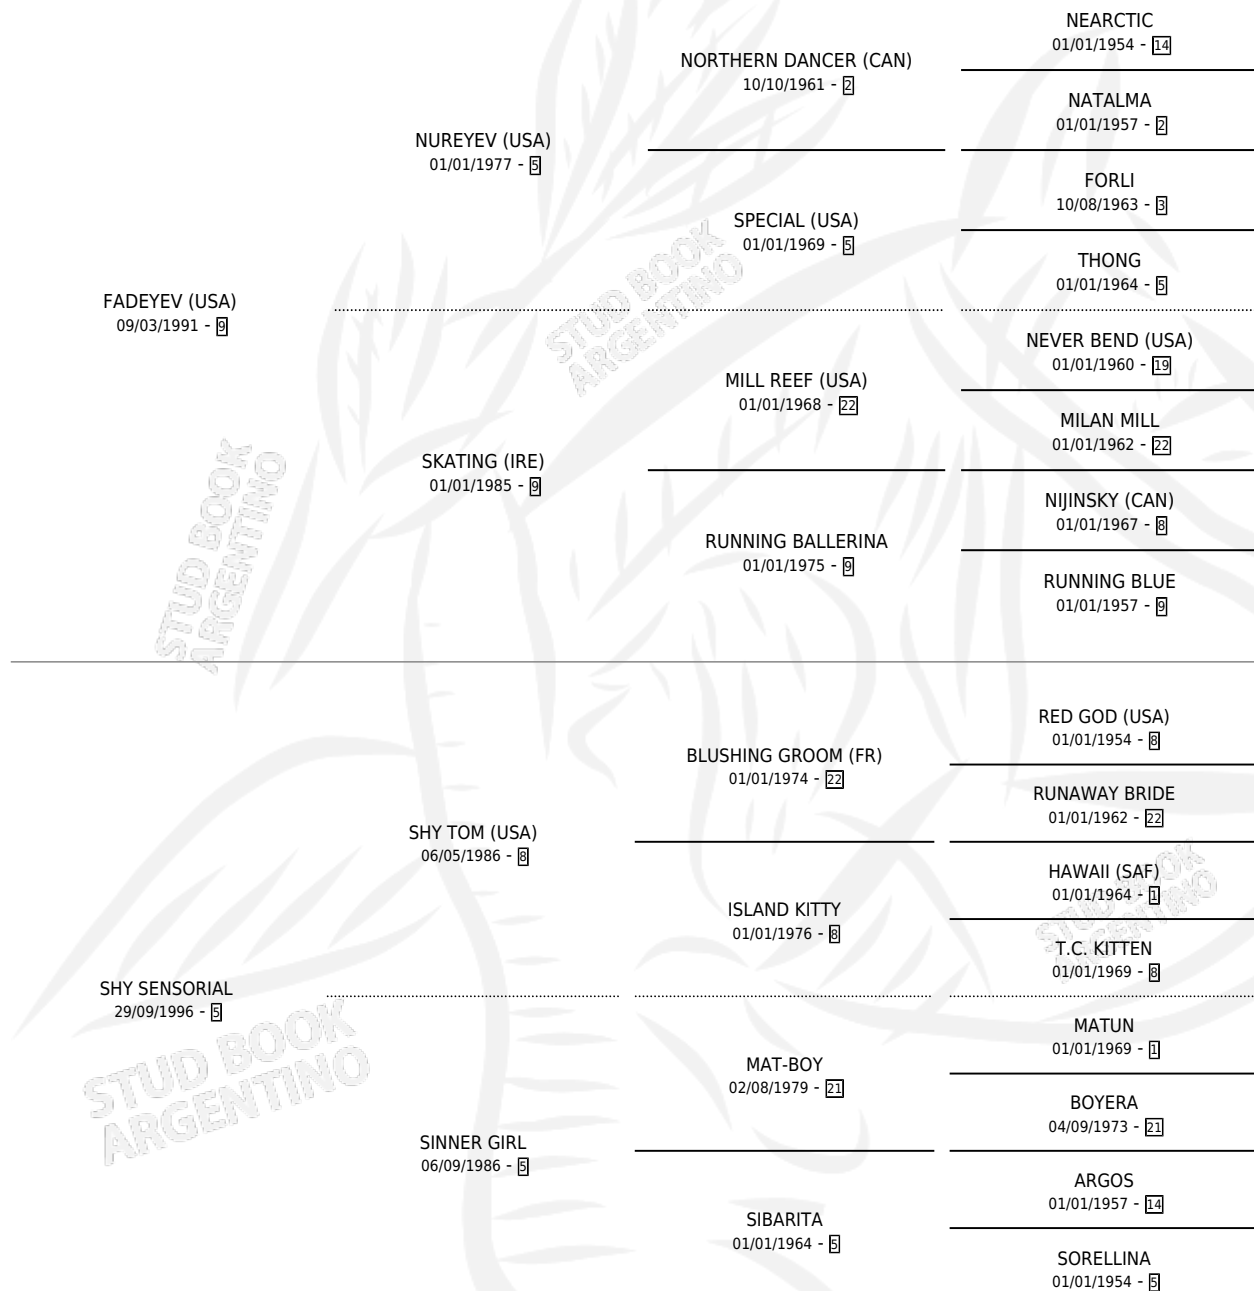 NEARCTIC
01/01/1954 - 14
NORTHERN DANCER (CAN)
10/10/1961 - 2
NATALMA
01/01/1957 - 2
NUREYEV (USA)
01/01/1977 - 5
FORLI
10/08/1963 - 3
SPECIAL (USA)
01/01/1969 - 5
THONG
01/01/1964 - 5
FADEYEV (USA)
09/03/1991 - 9
NEVER BEND (USA)
01/01/1960 - 19
MILL REEF (USA)
01/01/1968 - 22
MILAN MILL
01/01/1962 - 22
SKATING (IRE)
01/01/1985 - 9
NIJINSKY (CAN)
01/01/1967 - 8
RUNNING BALLERINA
01/01/1975 - 9
RUNNING BLUE
01/01/1957 - 9
RED GOD (USA)
01/01/1954 - 8
BLUSHING GROOM (FR)
01/01/1974 - 22
RUNAWAY BRIDE
01/01/1962 - 22
SHY TOM (USA)
06/05/1986 - 8
HAWAII (SAF)
01/01/1964 - 1
ISLAND KITTY
01/01/1976 - 8
T.C. KITTEN
01/01/1969 - 8
SHY SENSORIAL
29/09/1996 - 5
MATUN
01/01/1969 - 1
MAT-BOY
02/08/1979 - 21
BOYERA
04/09/1973 - 21
SINNER GIRL
06/09/1986 - 5
ARGOS
01/01/1957 - 14
SIBARITA
01/01/1964 - 5
SORELLINA
01/01/1954 - 5
STUD BOOK
ARGENTINO
STUD BOOK
ARGENTINO
STUD BOOK
ARGENTINO
STUD BOOK
ARGENTINO